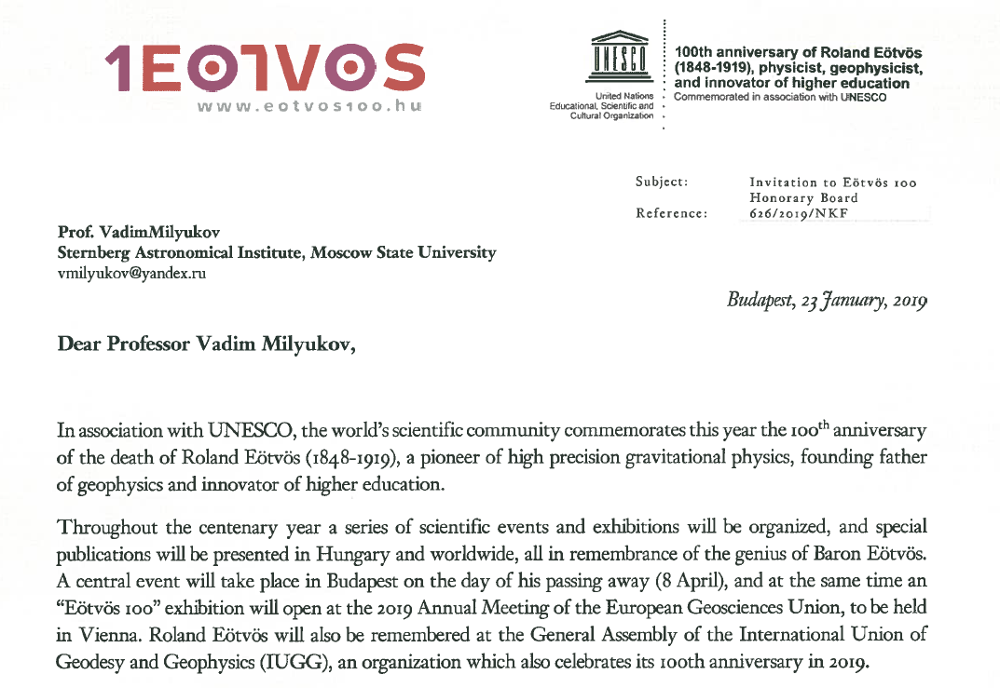 1EÖTVÖS
www.eotvos100.hu
UNESCO
United Nations
Educational, Scientific and
Cultural Organization
100th anniversary of Roland Eötvös
(1848-1919), physicist, geophysicist,
and innovator of higher education
Commemorated in association with UNESCO
Subject: Invitation to Eötvös 100
Honorary Board
Reference: 626/2019/NKF
Prof. VadimMilyukov
Sternberg Astronomical Institute, Moscow State University
vmilyukov@yandex.ru
Budapest, 23 January, 2019
Dear Professor Vadim Milyukov,
In association with UNESCO, the world's scientific community commemorates this year the 100th anniversary
of the death of Roland Eötvös (1848-1919), a pioneer of high precision gravitational physics, founding father
of geophysics and innovator of higher education.
Throughout the centenary year a series of scientific events and exhibitions will be organized, and special
publications will be presented in Hungary and worldwide, all in remembrance of the genius of Baron Eötvös.
A central event will take place in Budapest on the day of his passing away (8 April), and at the same time an
“Eötvös 100” exhibition will open at the 2019 Annual Meeting of the European Geosciences Union, to be held
in Vienna. Roland Eötvös will also be remembered at the General Assembly of the International Union of
Geodesy and Geophysics (IUGG), an organization which also celebrates its 100th anniversary in 2019.